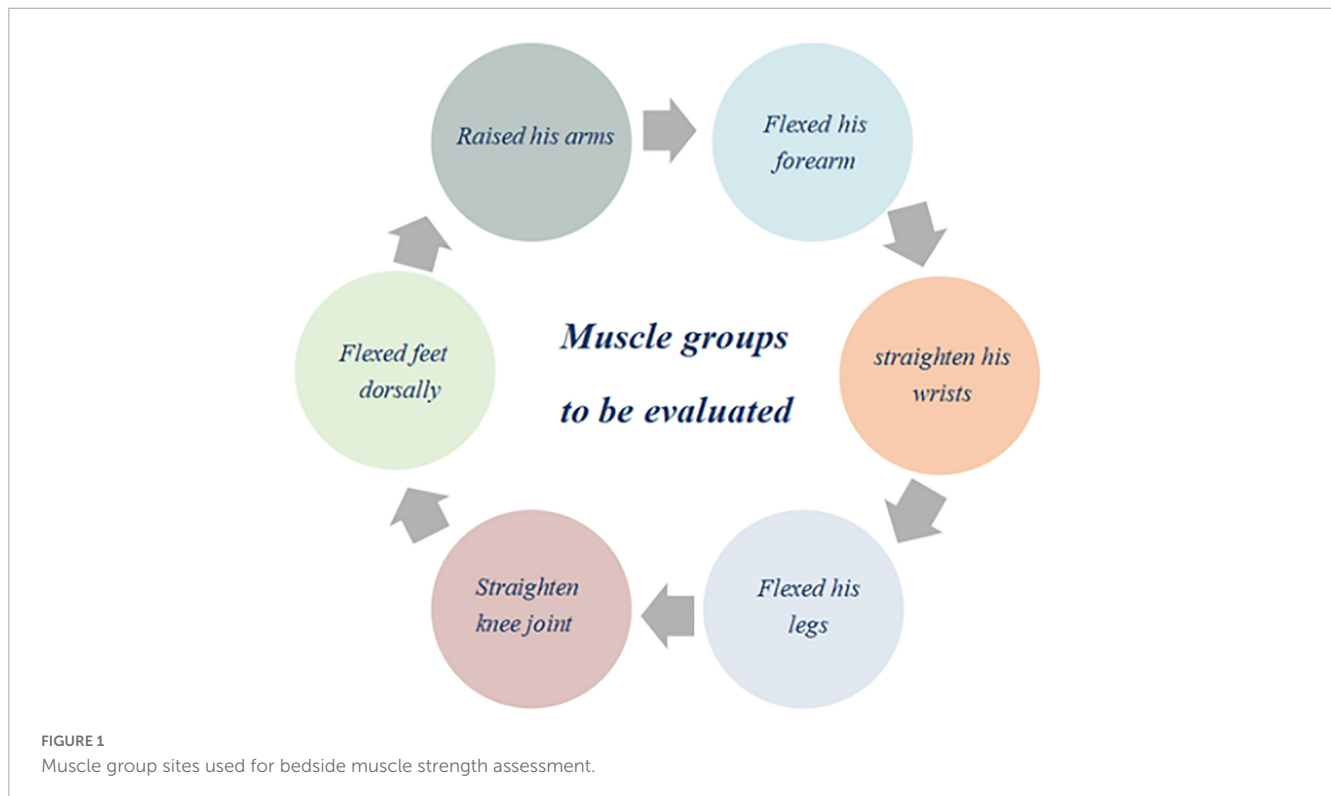 Raised his arms
Flexed his
forearm
straighten his
wrists
Flexed his
legs
Straighten
knee joint
Flexed feet
dorsally
Muscle groups
to be evaluated
FIGURE 1
Muscle group sites used for bedside muscle strength assessment.